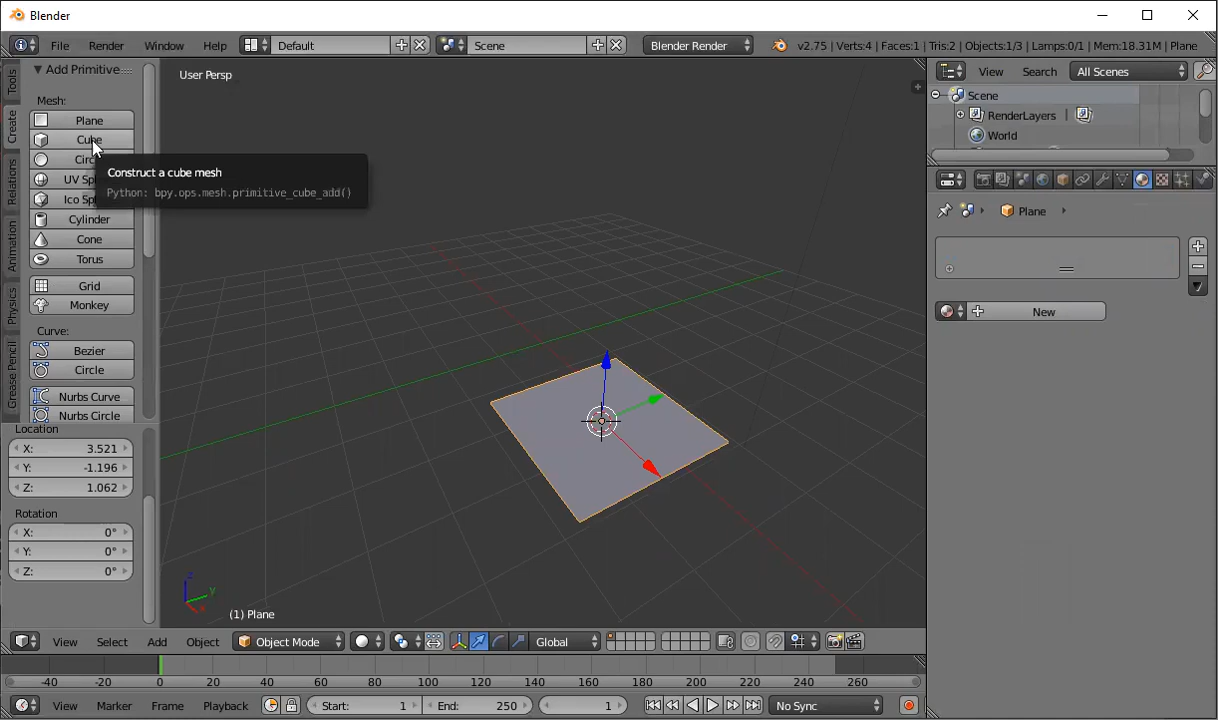 Blender
File Render Window Help Default Scene Blender Render v2.75 | Verts:4 | Faces:1 | Tris:2 | Objects:1/3 | Lamps:0/1 | Mem:18.31M | Plane
Tools
Create
Relations
Animation
Physics
Grease Pencil
Add Primitive
Mesh:
Plane
Cube
Circ
UV Sp
Ico Sp
Cylinder
Cone
Torus
Grid
Monkey
Curve:
Bezier
Circle
Nurbs Curve
Nurbs Circle
Construct a cube mesh
Python: bpy.ops.mesh.primitive_cube_add()
Location
X: 3.521
Y: -1.196
Z: 1.062
Rotation
X: 0°
Y: 0°
Z: 0°
User Persp
z
y
x
(1) Plane
View Search All Scenes
Scene
RenderLayers
World
Plane
New
View Select Add Object Object Mode Global
-40 -20 0 20 40 60 80 100 120 140 160 180 200 220 240 260
View Marker Frame Playback Start: 1 End: 250 1 No Sync